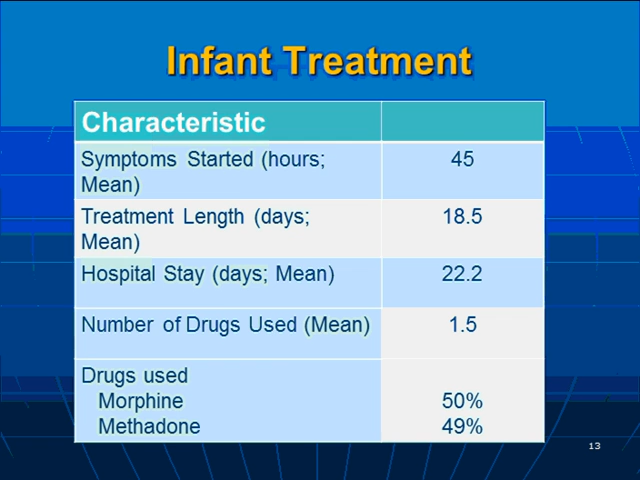 Infant Treatment
Characteristic
Symptoms Started (hours;
Mean)
45
Treatment Length (days;
Mean)
18.5
Hospital Stay (days; Mean)
22.2
Number of Drugs Used (Mean)
1.5
Drugs used
Morphine
50%
Methadone
49%
13